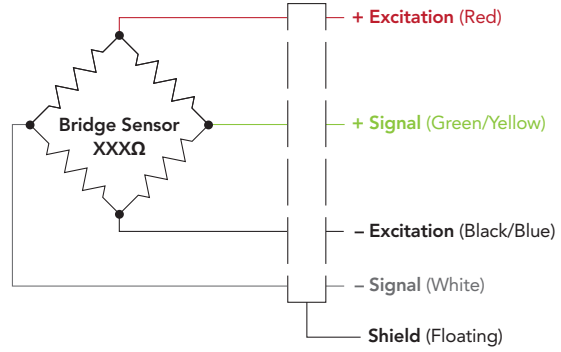 + Excitation (Red)
+ Signal (Green/Yellow)
Bridge Sensor
XXXΩ
– Excitation (Black/Blue)
– Signal (White)
Shield (Floating)